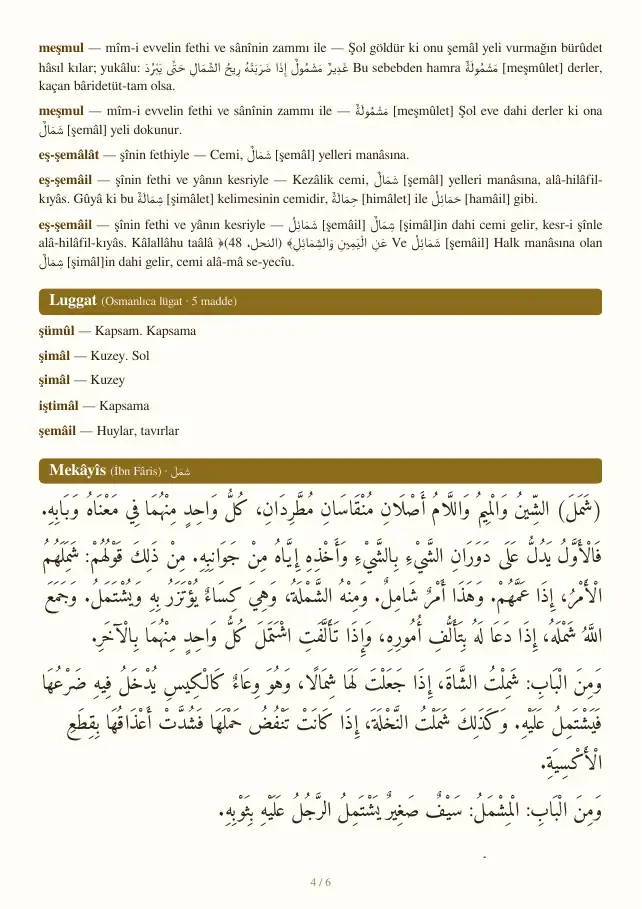 meşmul — mîm-i evvelin fethi ve sânînin zammı ile — Şol göldür ki onu şemâl yeli vurmağın bürûdet
hâsıl kılar; yukâlu: غَدِيرٌ مَشْمُولٌ إِذَا ضَرَبَتْهُ رِيحُ الشَّمَالِ حَتَّى يَبْرُدَ Bu sebebden hamra مَشْمُولَةٌ [meşmûlet] derler,
kaçan bâridetüt-tam olsa.
meşmul — mîm-i evvelin fethi ve sânînin zammı ile — مَشْمُولَةٌ [meşmûlet] Şol eve dahi derler ki ona
شَمَالٌ [şemâl] yeli dokunur.
eş-şemâlât — şînin fethiyle — Cemi, شَمَالٌ [şemâl] yelleri manâsına.
eş-şemâil — şînin fethi ve yânın kesriyle — Kezâlik cemi, شَمَالٌ [şemâl] yelleri manâsına, alâ-hilâfil-
kıyâs. Gûyâ ki bu شِمَالَةٌ [şimâlet] kelimesinin cemidir, حِمَالَةٌ [himâlet] ile حَمَائِلُ [hamâil] gibi.
eş-şemâil — şînin fethi ve yânın kesriyle — شَمَائِلُ [şemâil] شِمَالٌ [şimâl]in dahi cemi gelir, kesr-i şînle
alâ-hilâfil-kıyâs. Kâlallâhu taâlâ ﴿عَنِ الْيَمِينِ وَالشَّمَائِلِ﴾ (النحل، 48) Ve شَمَائِلُ [şemâil] Halk manâsına olan
شِمَالٌ [şimâl]in dahi gelir, cemi alâ-mâ se-yecîu.
Luggat (Osmanlıca lügat · 5 madde)
şümûl — Kapsam. Kapsama
şimâl — Kuzey. Sol
şimâl — Kuzey
iştimâl — Kapsama
şemâil — Huylar, tavırlar
Mekâyîs (İbn Fâris) · شمل
(شَمَلَ) الشِّينُ وَالْمِيمُ وَاللَّامُ أَصْلَانِ مُنْقَاسَانِ مُطَّرِدَانِ، كُلُّ وَاحِدٍ مِنْهُمَا فِي مَعْنَاهُ وَبَابِهِ.
فَالْأَوَّلُ يَدُلُّ عَلَى دَوَرَانِ الشَّيْءِ بِالشَّيْءِ وَأَخْذِهِ إِيَّاهُ مِنْ جَوَانِبِهِ. مِنْ ذَلِكَ قَوْلُهُمْ: شَمَلَهُمُ
الْأَمْرُ، إِذَا عَمَّهُمْ. وَهَذَا أَمْرٌ شَامِلٌ. وَمِنْهُ الشَّمْلَةُ، وَهِيَ كِسَاءٌ يُؤْتَزَرُ بِهِ وَيُشْتَمَلُ. وَجَمَعَ
اللَّهُ شَمْلَهُ، إِذَا دَعَا لَهُ بِتَأَلُّفِ أُمُورِهِ، وَإِذَا تَأَلَّفَتِ اشْتَمَلَ كُلُّ وَاحِدٍ مِنْهُمَا بِالْآخَرِ.
وَمِنَ الْبَابِ: شَمَلْتُ الشَّاةَ، إِذَا جَعَلْتَ لَهَا شِمَالًا، وَهُوَ وِعَاءٌ كَالْكِيسِ يُدْخَلُ فِيهِ ضَرْعُهَا
فَيَشْتَمِلُ عَلَيْهِ. وَكَذَلِكَ شَمَلْتُ النَّخْلَةَ، إِذَا كَانَتْ تَنْفُضُ حَمْلَهَا فَشُدَّتْ أَعْذَاقُهَا بِقِطَعِ
الْأَكْسِيَةِ.
وَمِنَ الْبَابِ: الْمِشْمَلُ: سَيْفٌ صَغِيرٌ يَشْتَمِلُ الرَّجُلُ عَلَيْهِ بِثَوْبِهِ.
4 / 6